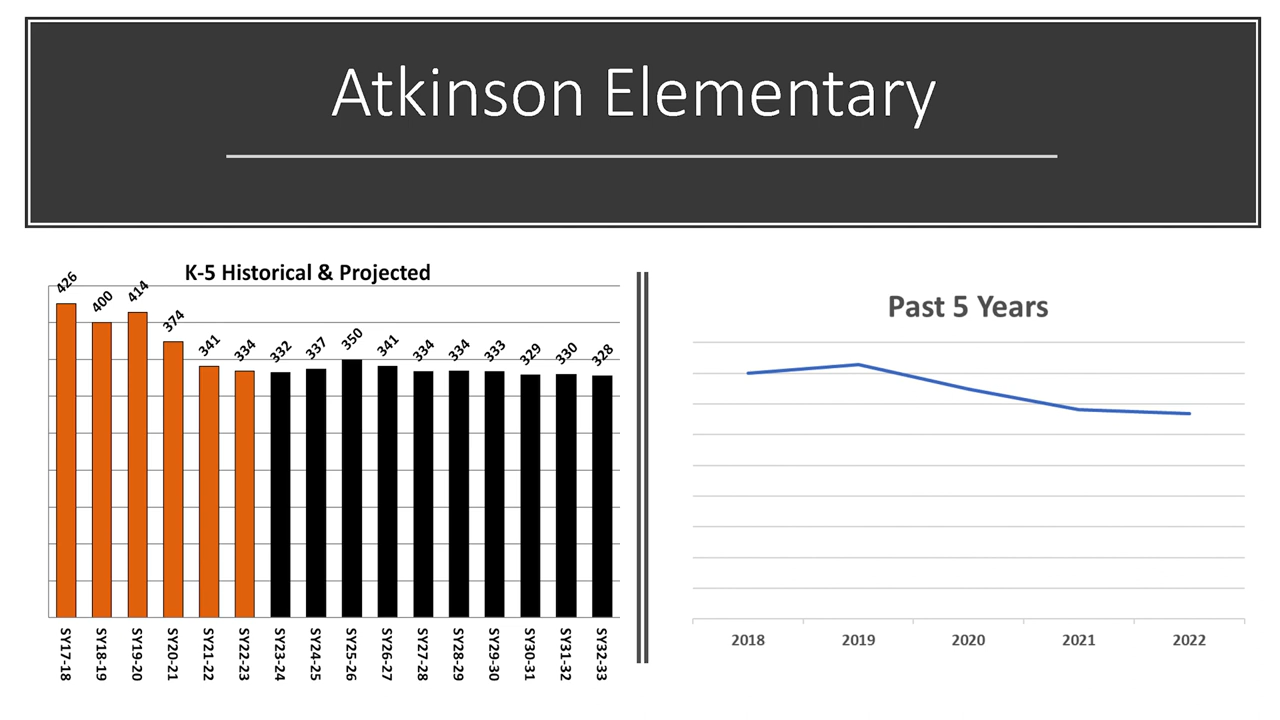 Atkinson Elementary
K-5 Historical & Projected
426
400
414
374
341
334
332
337
350
341
334
334
333
329
330
328
SY17-18
SY18-19
SY19-20
SY20-21
SY21-22
SY22-23
SY23-24
SY24-25
SY25-26
SY26-27
SY27-28
SY28-29
SY29-30
SY30-31
SY31-32
SY32-33
Past 5 Years
2018 2019 2020 2021 2022